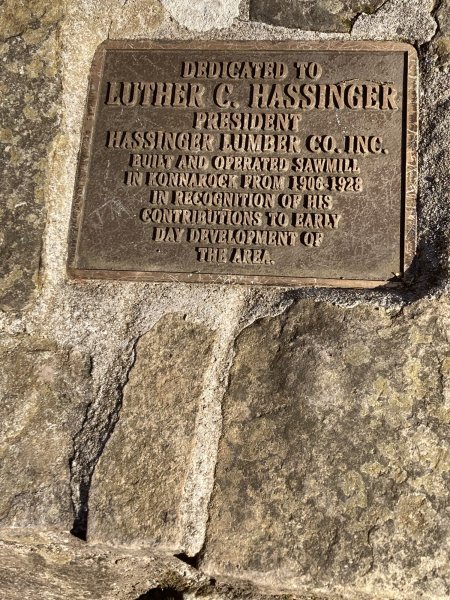 DEDICATED TO
LUTHER C. HASSINGER
PRESIDENT
HASSINGER LUMBER CO. INC.
BUILT AND OPERATED SAWMILL
IN KONNAROCK FROM 1906-1928
IN RECOGNITION OF HIS
CONTRIBUTIONS TO EARLY
DAY DEVELOPMENT OF
THE AREA.